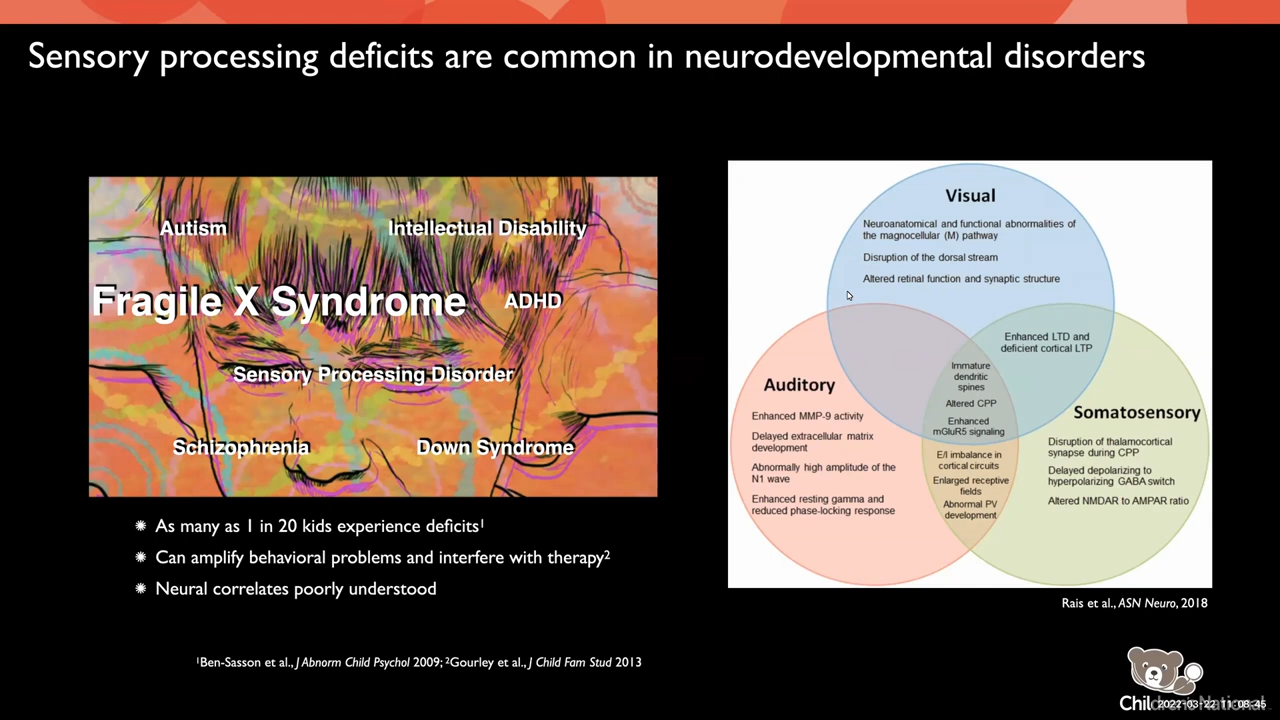 Sensory processing deficits are common in neurodevelopmental disorders
Autism
Intellectual Disability
Fragile X Syndrome
ADHD
Sensory Processing Disorder
Schizophrenia
Down Syndrome
✹ As many as 1 in 20 kids experience deficits¹
✹ Can amplify behavioral problems and interfere with therapy²
✹ Neural correlates poorly understood
¹Ben-Sasson et al., J Abnorm Child Psychol 2009; ²Gourley et al., J Child Fam Stud 2013
Visual
Neuroanatomical and functional abnormalities of
the magnocellular (M) pathway
Disruption of the dorsal stream
Altered retinal function and synaptic structure
Enhanced LTD and
deficient cortical LTP
Immature
dendritic
spines
Altered CPP
Enhanced
mGluR5 signaling
E/I imbalance in
cortical circuits
Enlarged receptive
fields
Abnormal PV
development
Auditory
Enhanced MMP-9 activity
Delayed extracellular matrix
development
Abnormally high amplitude of the
N1 wave
Enhanced resting gamma and
reduced phase-locking response
Somatosensory
Disruption of thalamocortical
synapse during CPP
Delayed depolarizing to
hyperpolarizing GABA switch
Altered NMDAR to AMPAR ratio
Rais et al., ASN Neuro, 2018
Children's National
2022-03-22 11:08:45